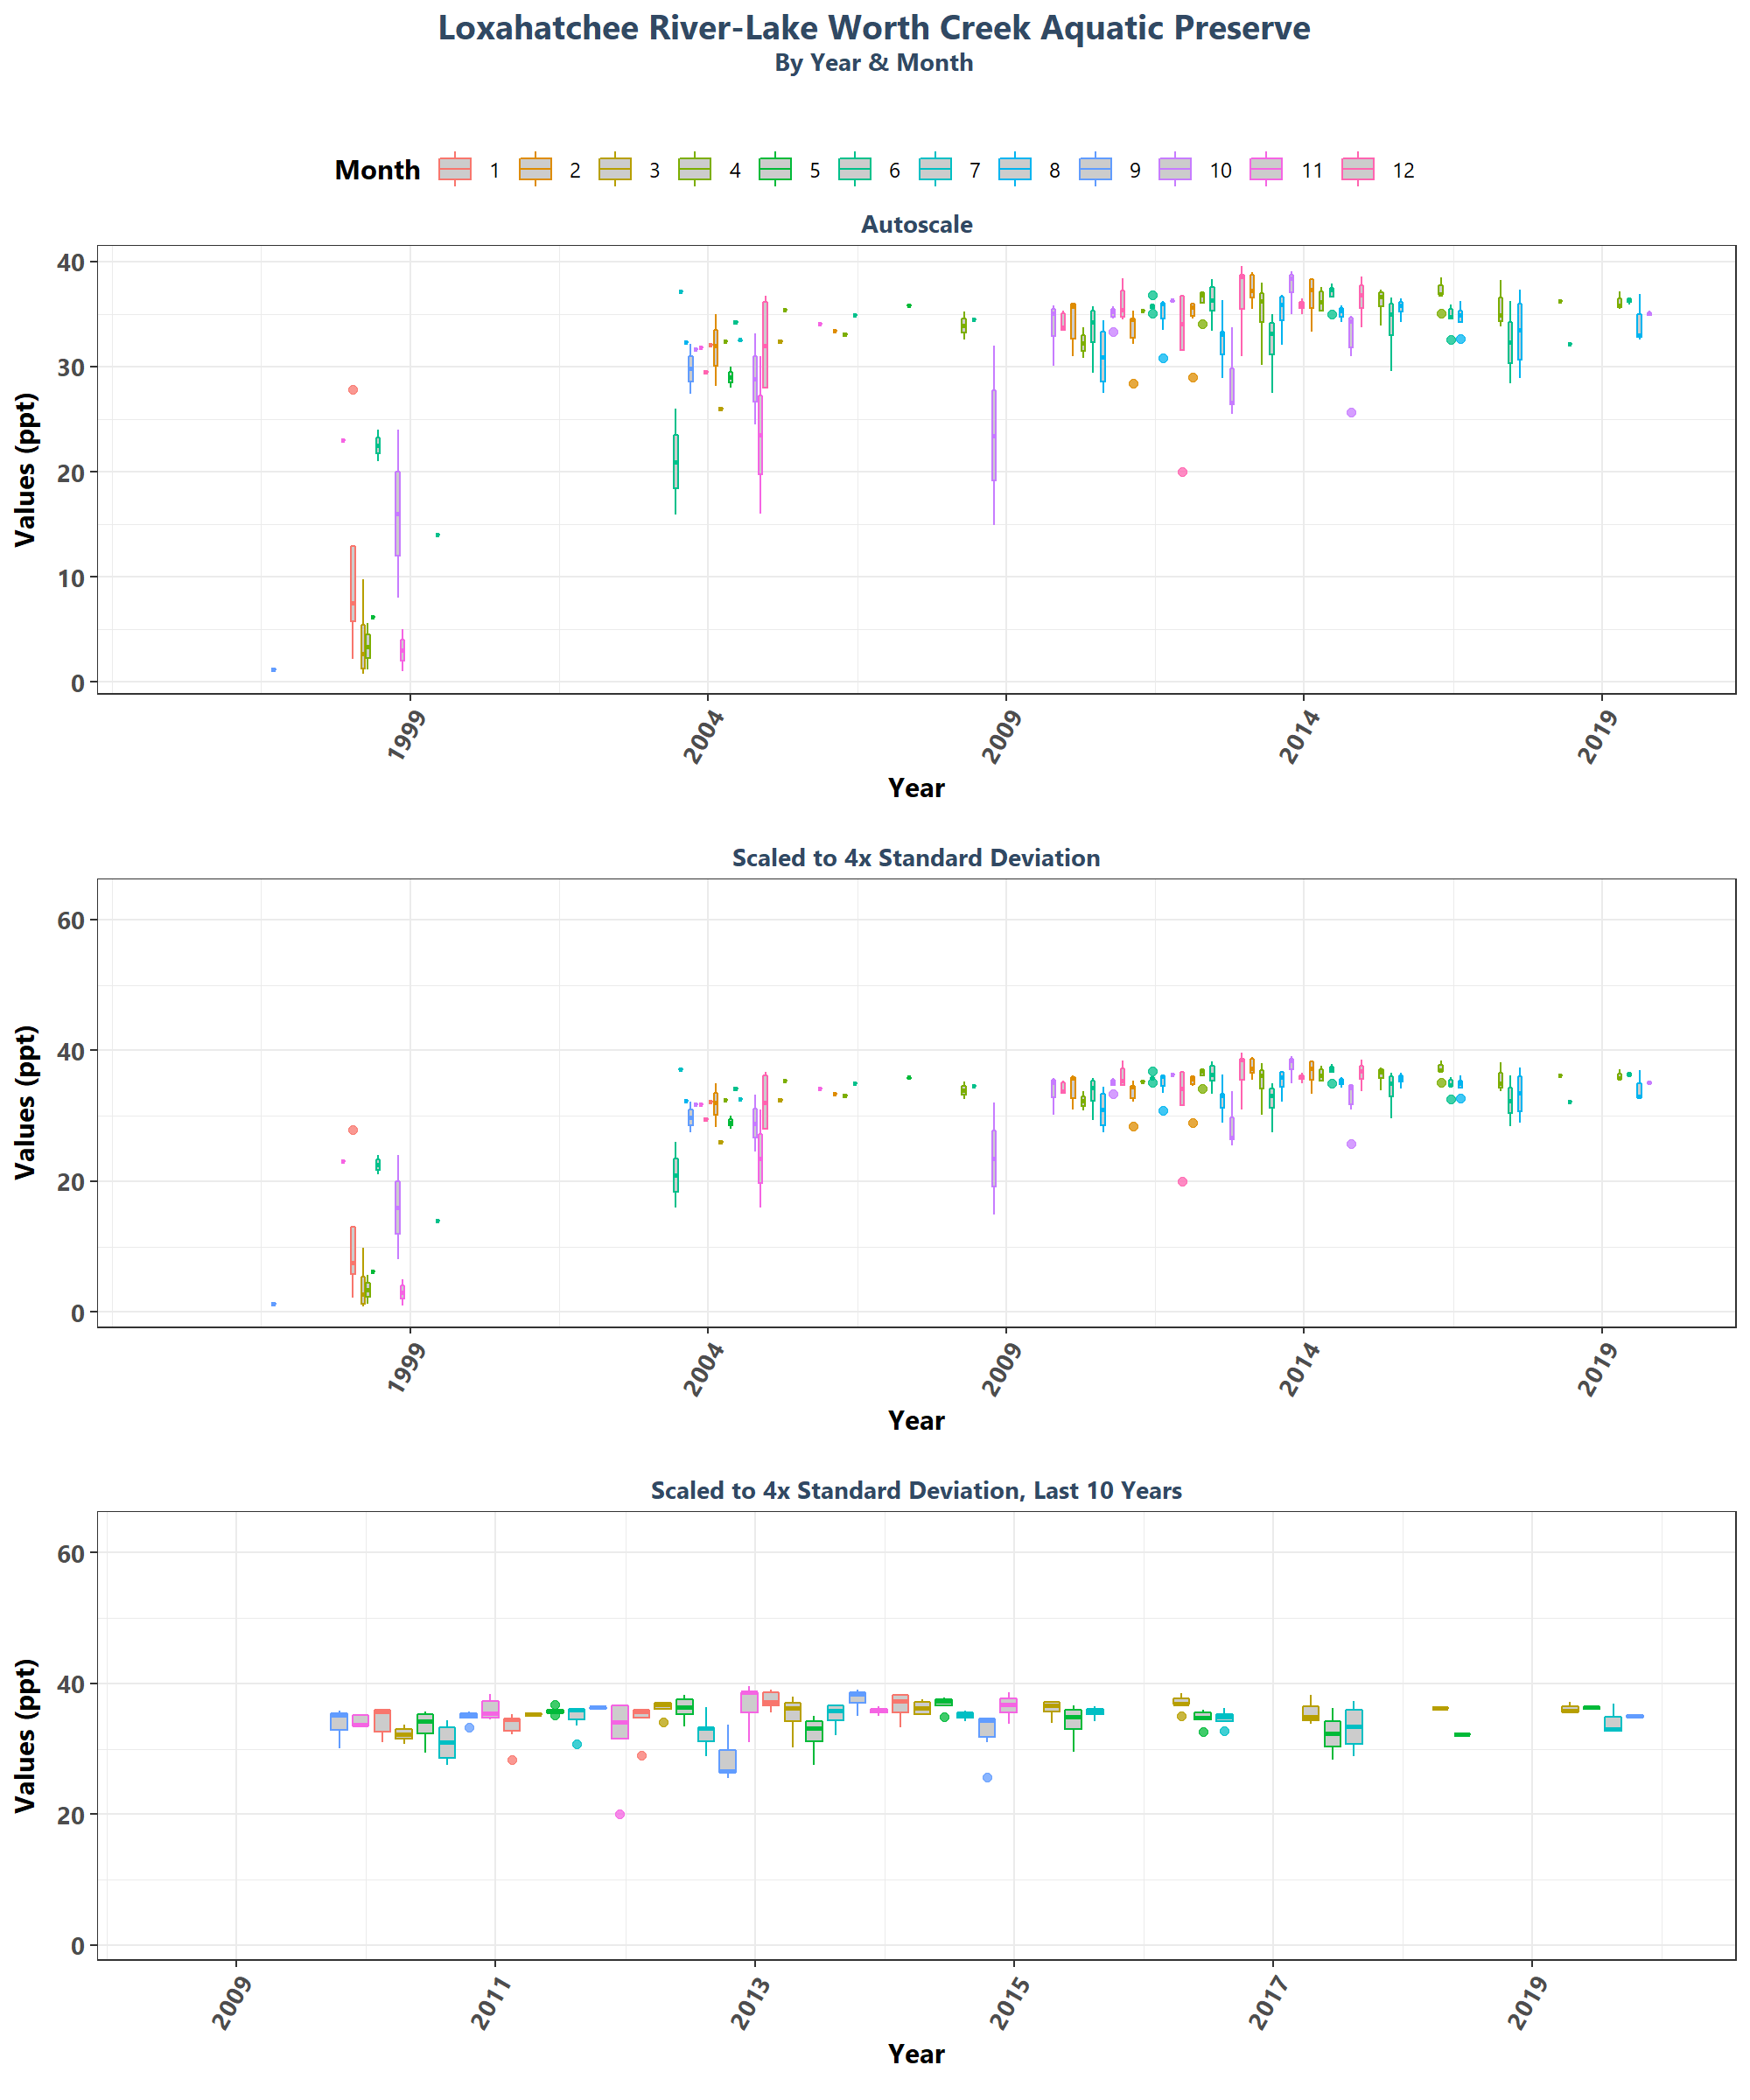 Loxahatchee River-Lake Worth Creek Aquatic Preserve
By Year & Month
Month 1 2 3 4 5 6 7 8 9 10 11 12
Autoscale
Values (ppt)
40
30
20
10
0
1999 2004 2009 2014 2019
Year
Scaled to 4x Standard Deviation
Values (ppt)
60
40
20
0
1999 2004 2009 2014 2019
Year
Scaled to 4x Standard Deviation, Last 10 Years
Values (ppt)
60
40
20
0
2009 2011 2013 2015 2017 2019
Year